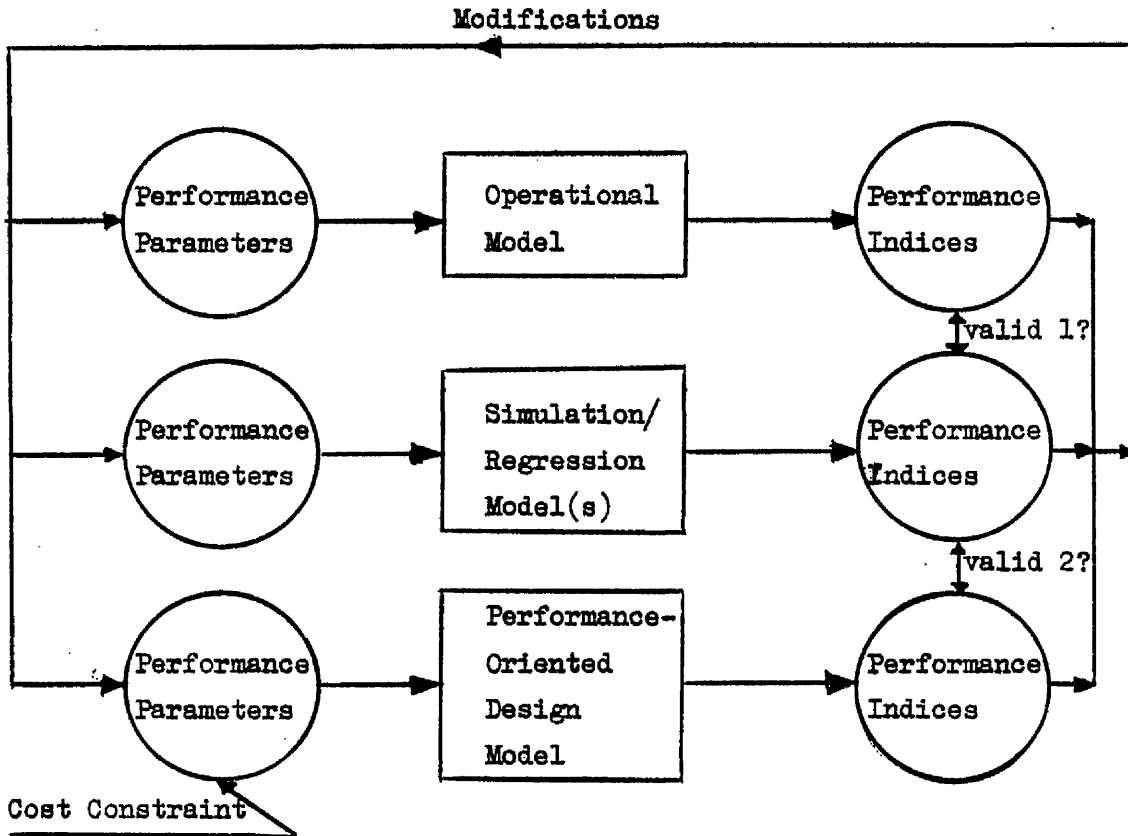 Modifications
Performance
Parameters
Operational
Model
Performance
Indices
valid 1?
Performance
Parameters
Simulation/
Regression
Model(s)
Performance
Indices
valid 2?
Performance
Parameters
Performance-
Oriented
Design
Model
Performance
Indices
Cost Constraint